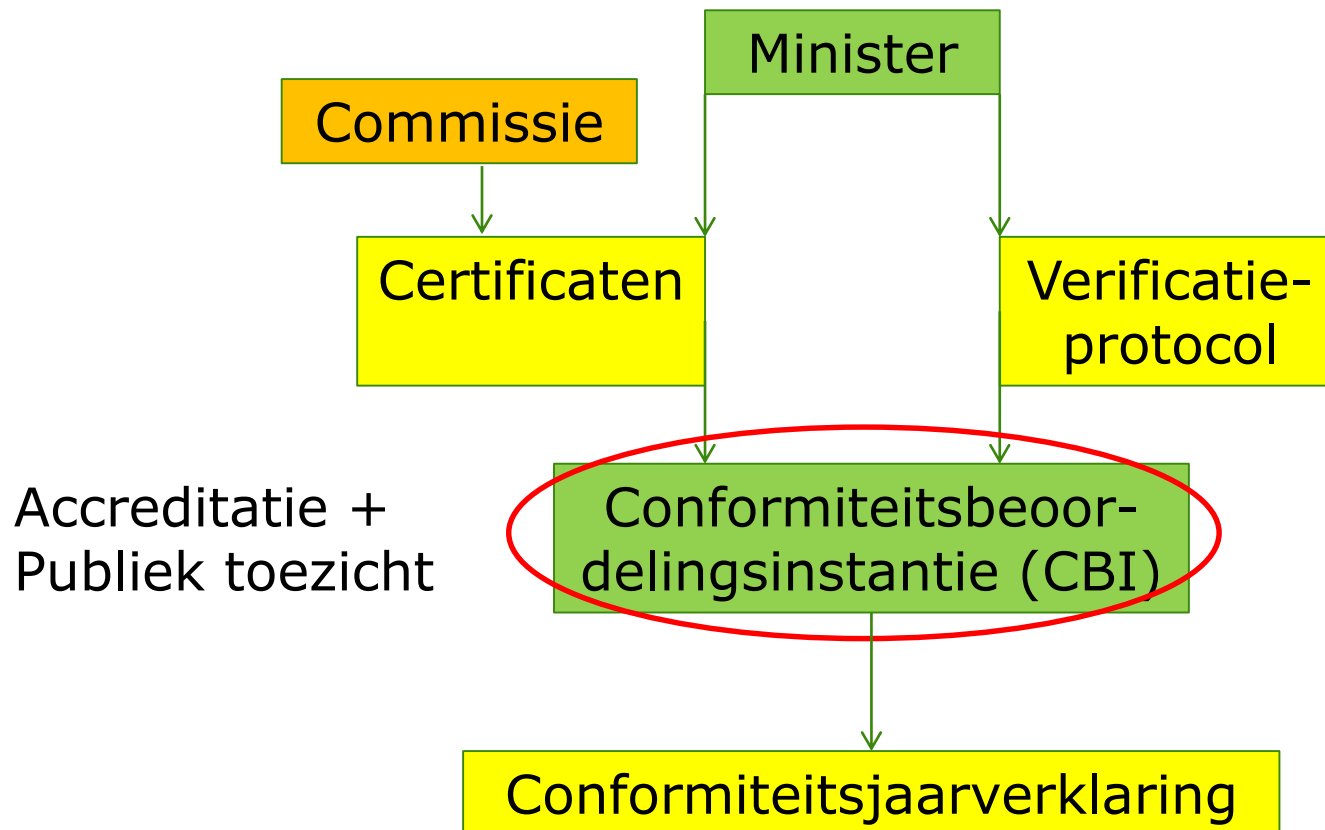 Minister
Commissie
Certificaten
Verificatie-
protocol
Accreditatie +
Publiek toezicht
Conformiteitsbeoor-
delingsinstantie (CBI)
Conformiteitsjaarverklaring